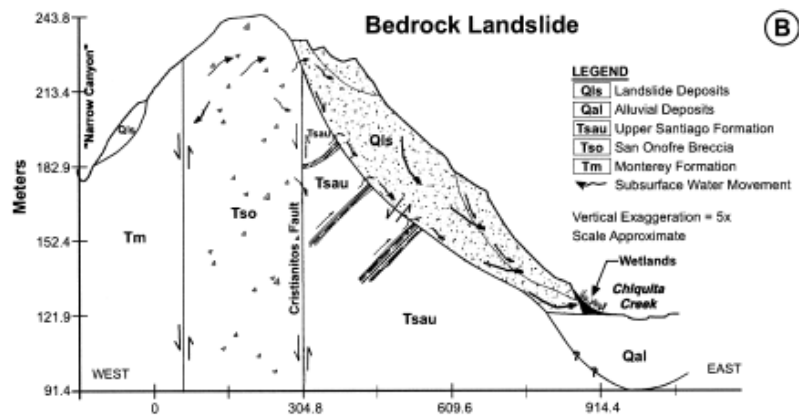 Bedrock Landslide
B
243.8
213.4
182.9
152.4
121.9
91.4
Meters
"Narrow Canyon"
Qls
Tm
Tso
Cristianitos Fault
Tsau
Tsau
Qls
Tsau
Qal
WEST
EAST
LEGEND
Qls Landslide Deposits
Qal Alluvial Deposits
Tsau Upper Santiago Formation
Tso San Onofre Breccia
Tm Monterey Formation
Subsurface Water Movement
Vertical Exaggeration = 5x
Scale Approximate
Wetlands
Chiquita
Creek
? ?
0 304.8 609.6 914.4